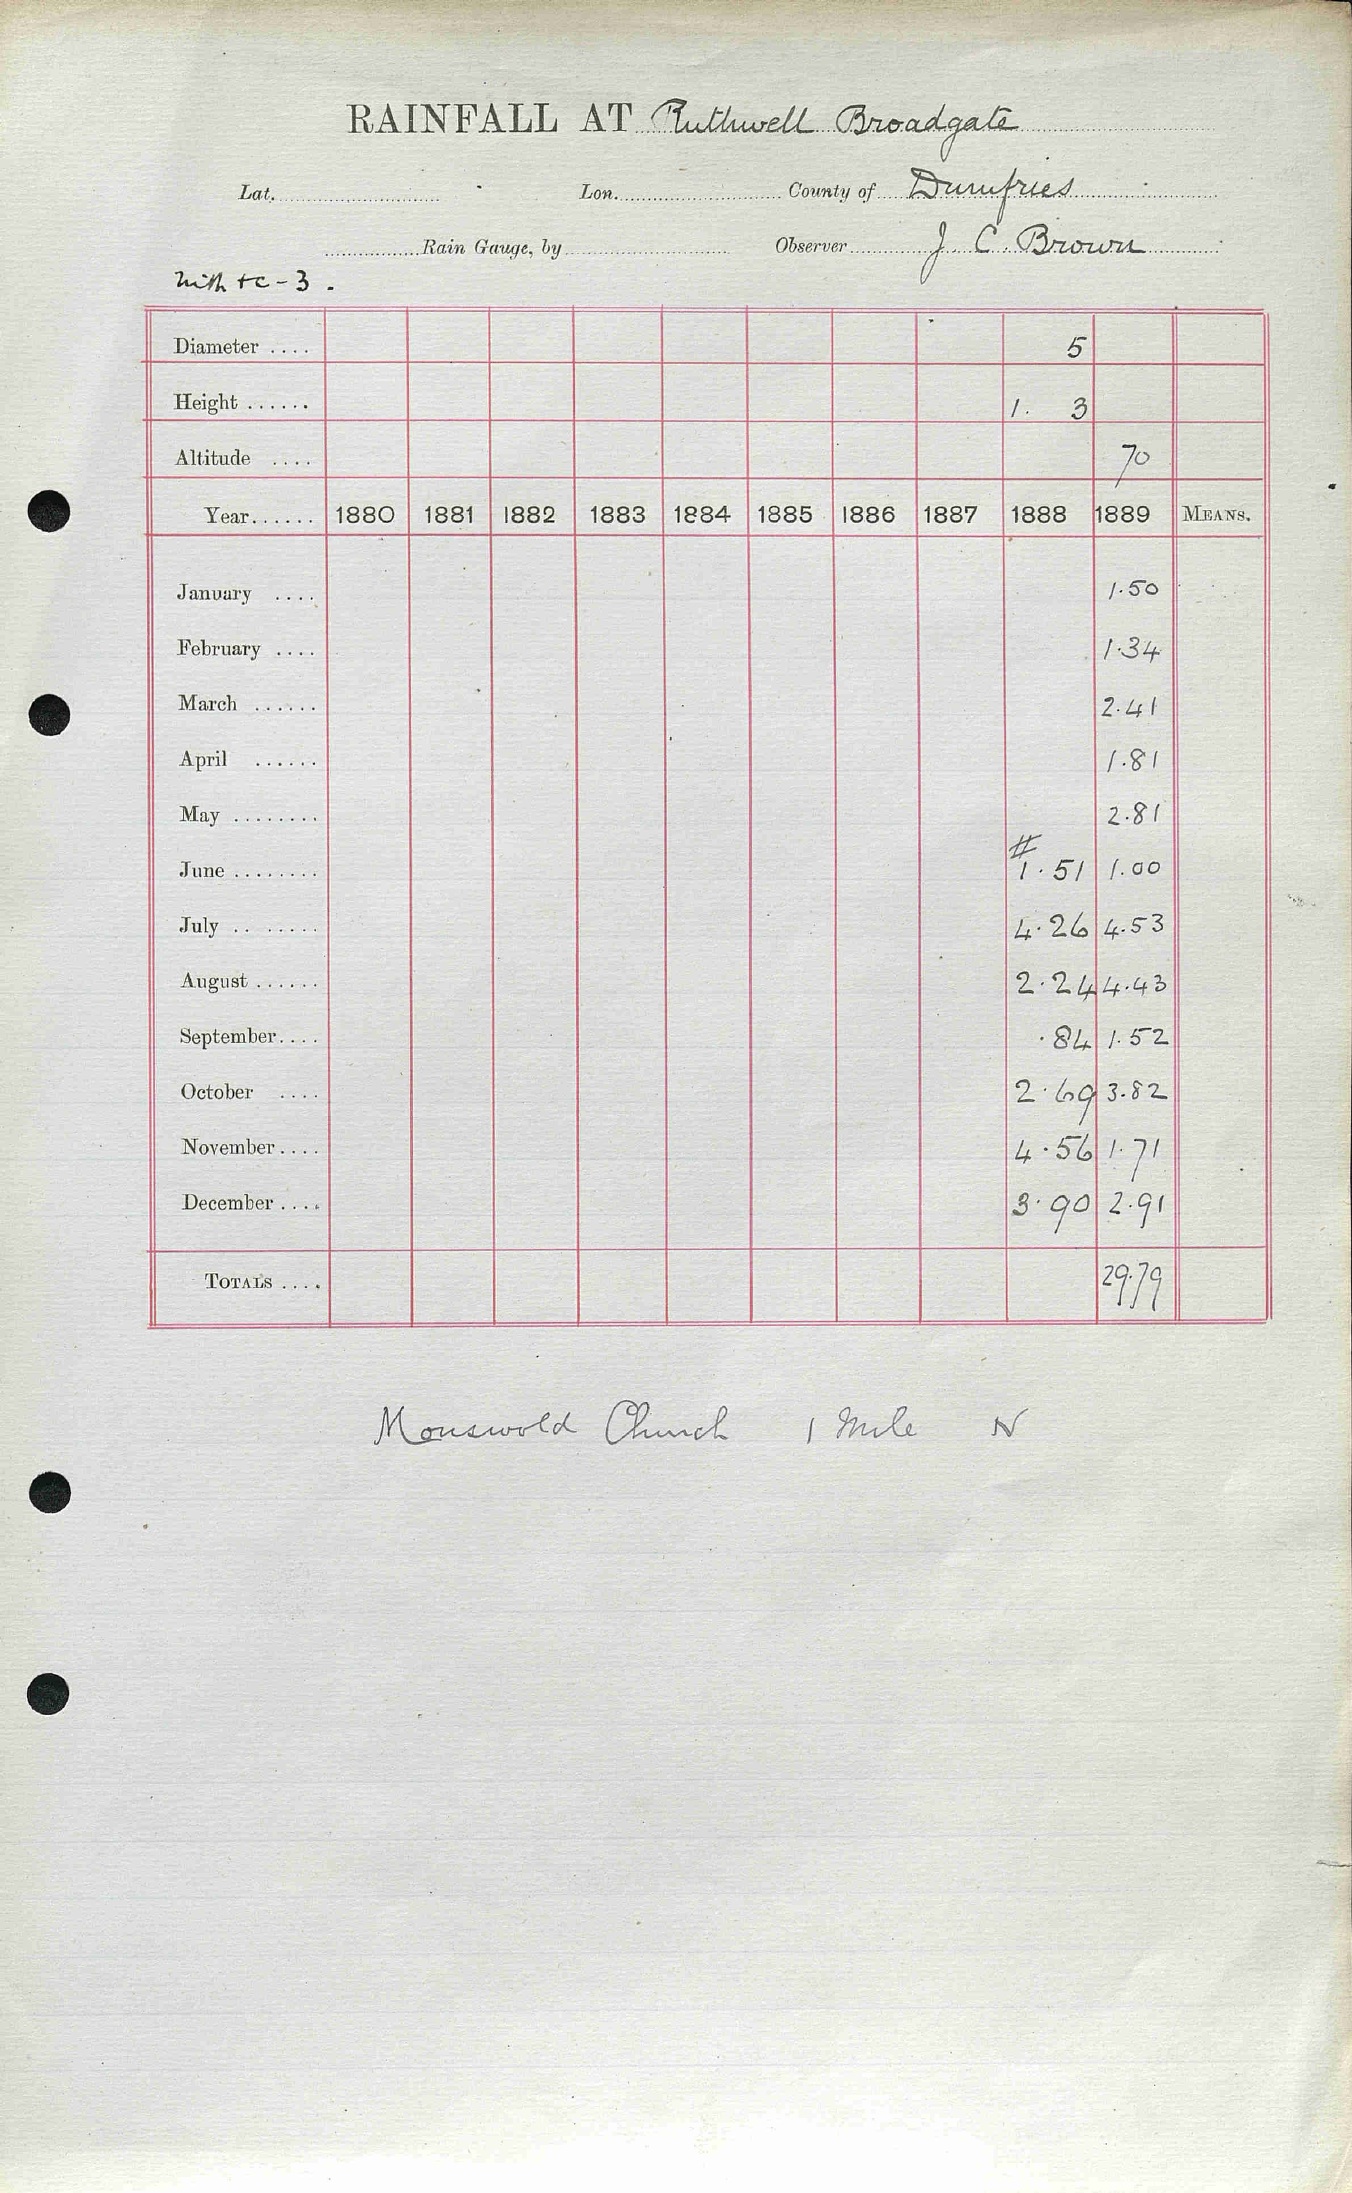 RAINFALL AT Ruthwell Broadgate
Lat. Lon. County of Dumfries
Rain Gauge, by Observer J. C. Brown
Nith + c - 3.
Diameter .... 5
Height ...... 1. 3
Altitude .... 70
Year...... 1880 1881 1882 1883 1884 1885 1886 1887 1888 1889 MEANS.
January .... 1.50
February .... 1.34
March ...... 2.41
April ...... 1.81
May ........ 2.81
#
June ........ 1.51 1.00
July .. ..... 4.26 4.53
August ...... 2.24 4.43
September.... .84 1.52
October .... 2.69 3.82
November.... 4.56 1.71
December .... 3.90 2.91
TOTALS .... 29.79
Mouswold Church 1 Mile N